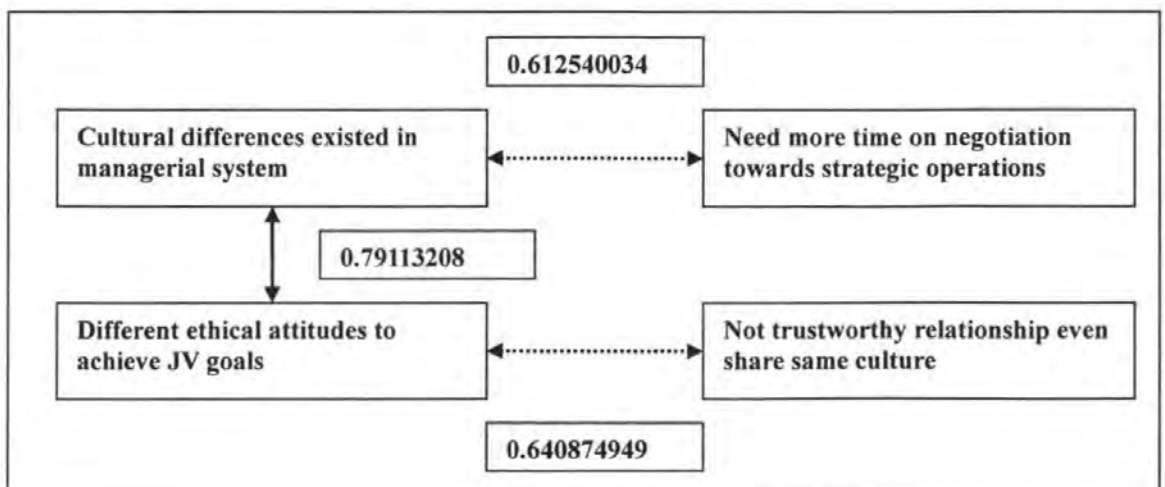 0.612540034
Cultural differences existed in
managerial system
Need more time on negotiation
towards strategic operations
0.79113208
Different ethical attitudes to
achieve JV goals
Not trustworthy relationship even
share same culture
0.640874949